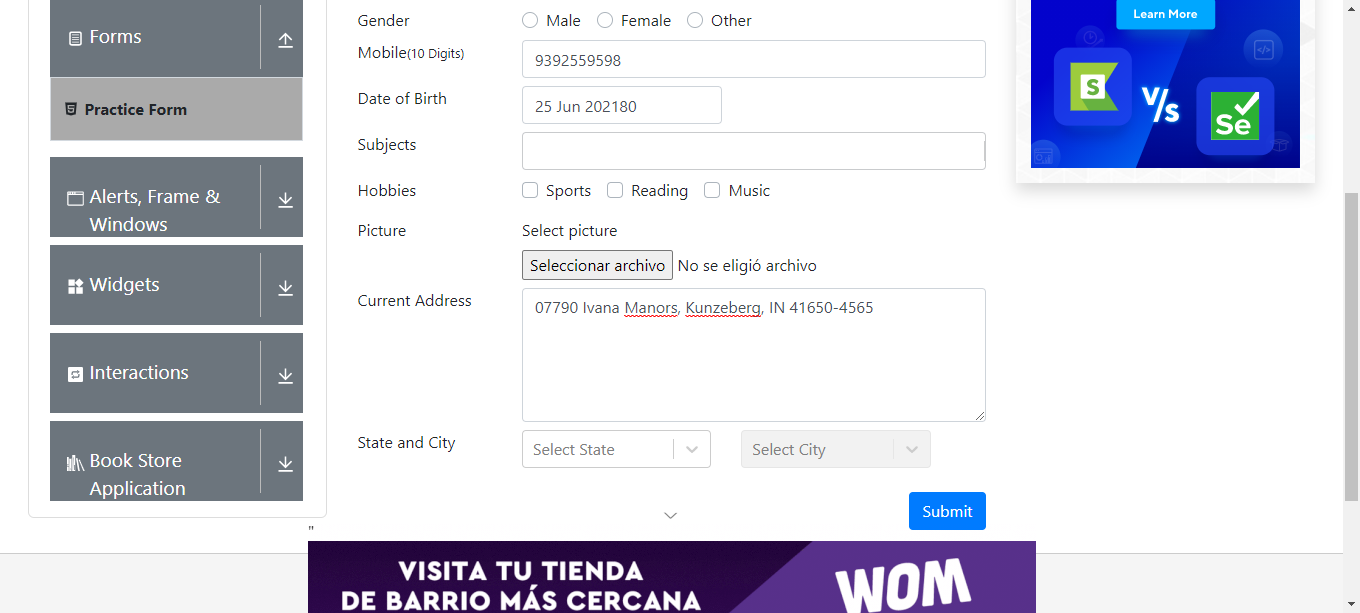 Forms
Practice Form
Alerts, Frame &
Windows
Widgets
Interactions
Book Store
Application
Gender
Male Female Other
Mobile(10 Digits)
9392559598
Date of Birth
25 Jun 202180
Subjects
Hobbies
Sports Reading Music
Picture
Select picture
Seleccionar archivo No se eligió archivo
Current Address
07790 Ivana Manors, Kunzeberg, IN 41650-4565
State and City
Select State
Select City
Submit
"
Learn More
S
V/s
Se
VISITA TU TIENDA
DE BARRIO MÁS CERCANA
WOM